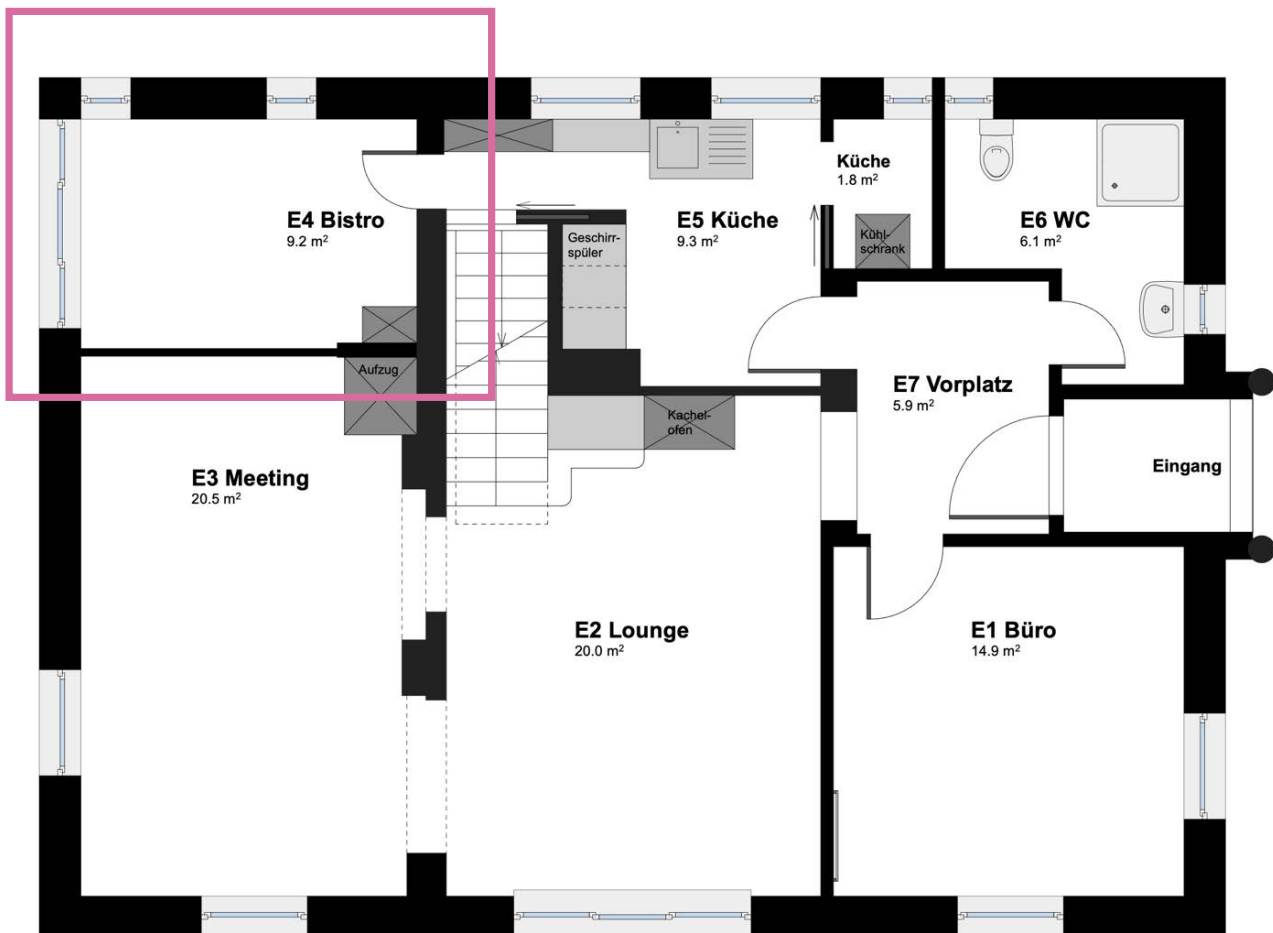 Küche
1.8 m²
E4 Bistro
9.2 m²
E5 Küche
9.3 m²
E6 WC
6.1 m²
Geschirr-
spüler
Kühl-
schrank
Aufzug
E7 Vorplatz
5.9 m²
Kachel-
ofen
Eingang
E3 Meeting
20.5 m²
E2 Lounge
20.0 m²
E1 Büro
14.9 m²